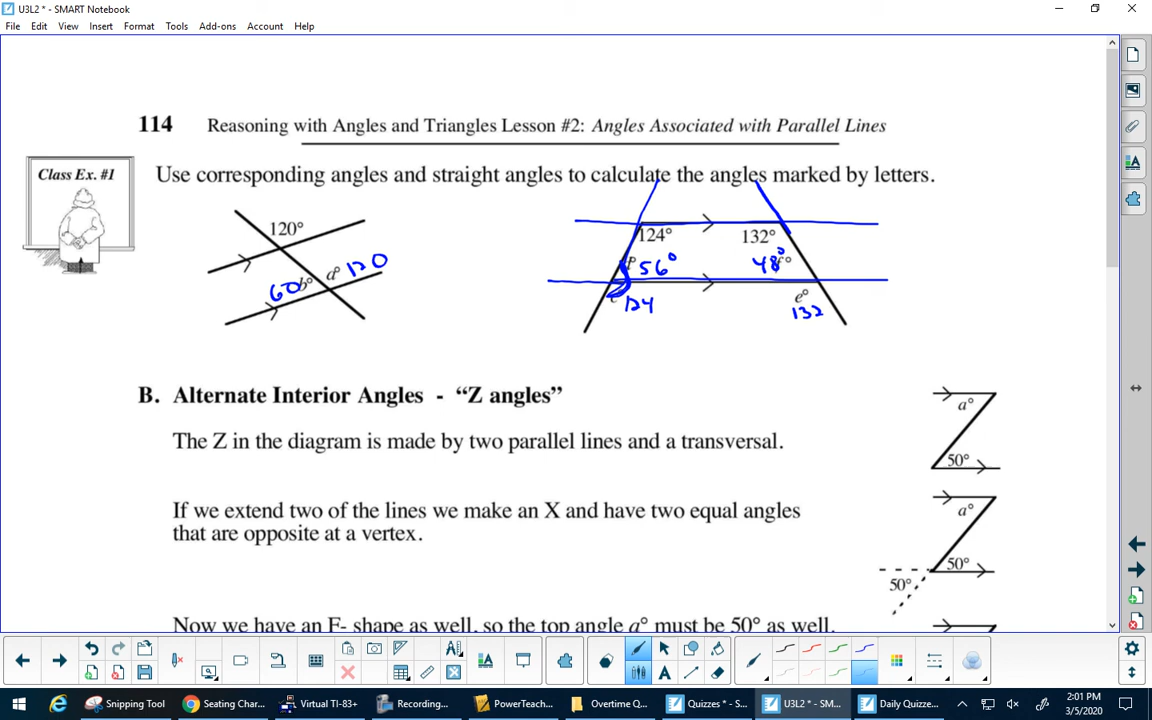 U3L2 * - SMART Notebook
File Edit View Insert Format Tools Add-ons Account Help
114 Reasoning with Angles and Triangles Lesson #2: Angles Associated with Parallel Lines
Class Ex. #1
Use corresponding angles and straight angles to calculate the angles marked by letters.
120°
a° 120
60 b°
124° 132°
56° 48°
124
e°
132
B. Alternate Interior Angles - “Z angles”
a°
The Z in the diagram is made by two parallel lines and a transversal.
50°
If we extend two of the lines we make an X and have two equal angles
that are opposite at a vertex.
a°
50°
50°
Now we have an F- shape as well, so the top angle a° must be 50° as well.
Snipping Tool
Seating Char...
Virtual TI-83+
Recording...
PowerTeach...
Overtime Q...
Quizzes * - S...
U3L2 * - SM...
Daily Quizze...
2:01 PM
3/5/2020